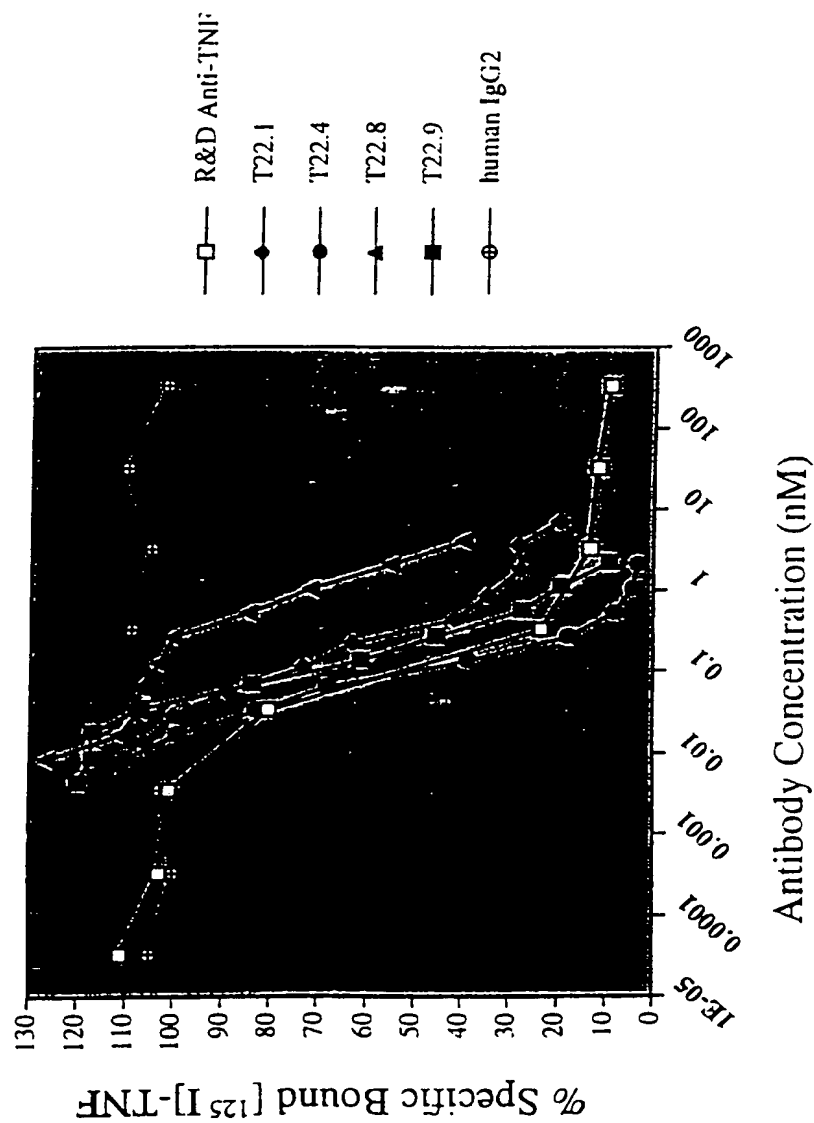 R&D Anti-TNF
T22.1
T22.4
T22.8
T22.9
human IgG2
% Specific Bound [125 I]-TNF
130
120
110
100
90
80
70
60
50
40
30
20
10
0
1E-05
0.0001
0.001
0.01
0.1
1
10
100
1000
Antibody Concentration (nM)